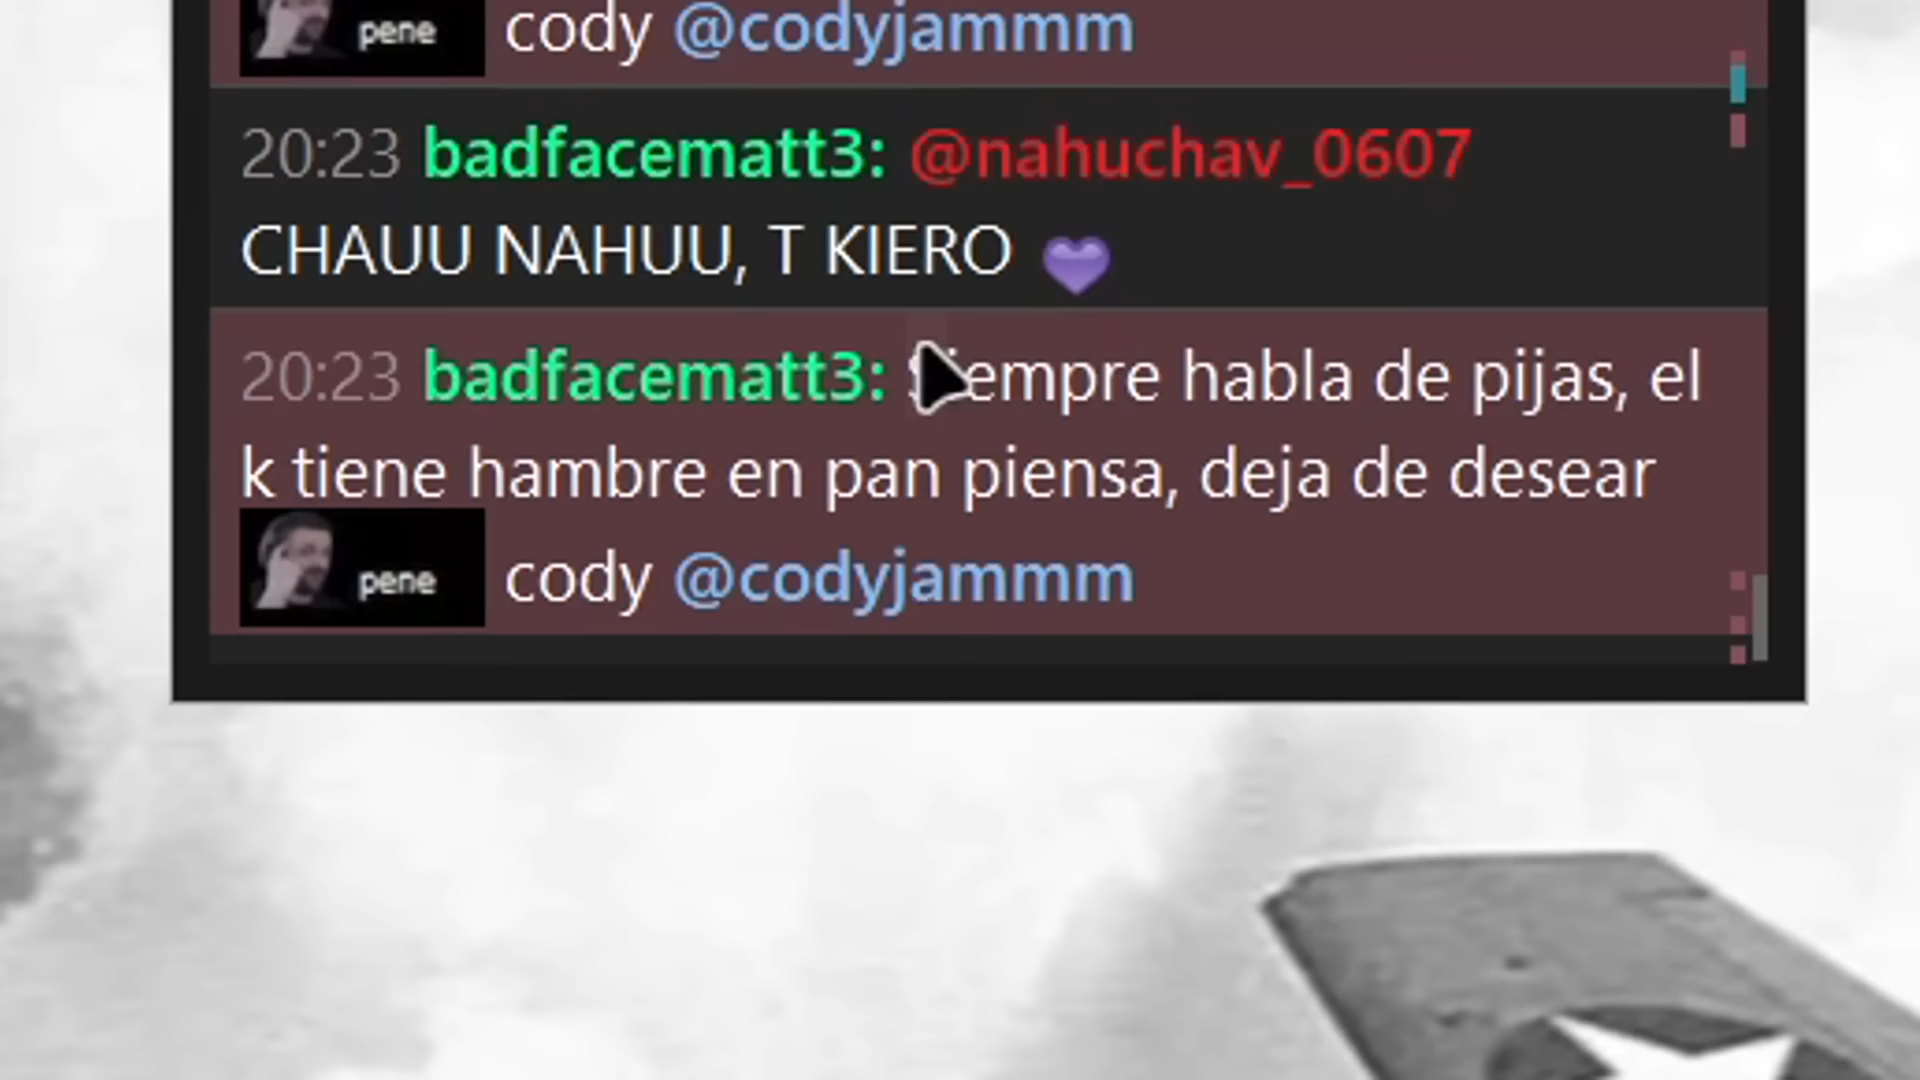 pene cody @codyjammm
20:23 badfacematt3: @nahuchav_0607
CHAUU NAHUU, T KIERO 💜
20:23 badfacematt3: Siempre habla de pijas, el
k tiene hambre en pan piensa, deja de desear
pene cody @codyjammm